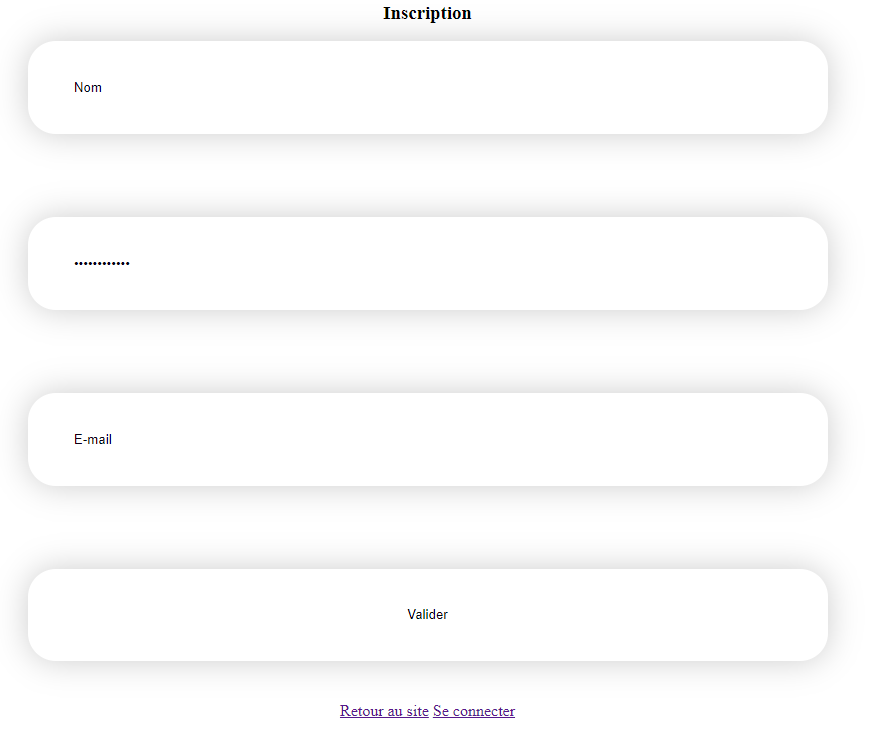 Inscription
Nom
••••••••••••
E-mail
Valider
Retour au site Se connecter